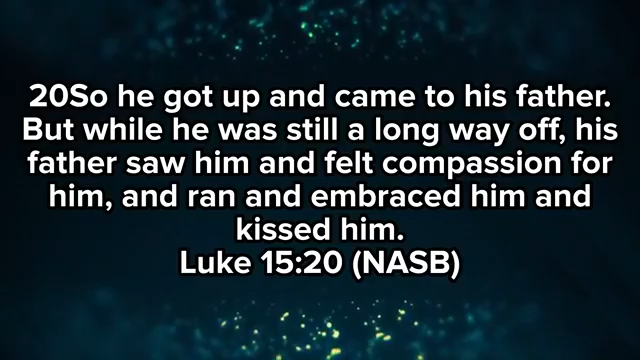 20So he got up and came to his father.
But while he was still a long way off, his
father saw him and felt compassion for
him, and ran and embraced him and
kissed him.
Luke 15:20 (NASB)